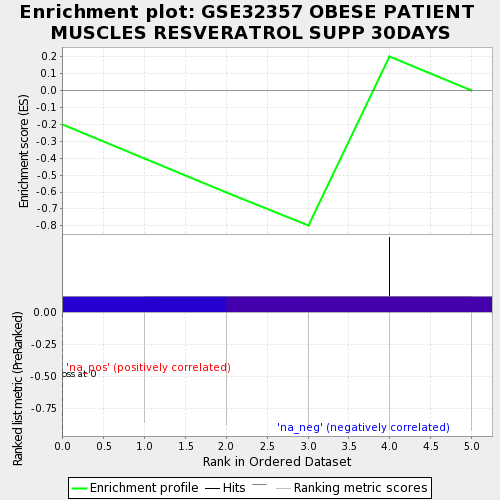 Enrichment plot: GSE32357 OBESE PATIENT
MUSCLES RESVERATROL SUPP 30DAYS
Enrichment score (ES)
0.2
0.1
0.0
-0.1
-0.2
-0.3
-0.4
-0.5
-0.6
-0.7
-0.8
Ranked list metric (PreRanked)
0.00
-0.25
-0.50
-0.75
'na_pos' (positively correlated)
at 0
'na_neg' (negatively correlated)
0.0 0.5 1.0 1.5 2.0 2.5 3.0 3.5 4.0 4.5 5.0
Rank in Ordered Dataset
Enrichment profile Hits Ranking metric scores